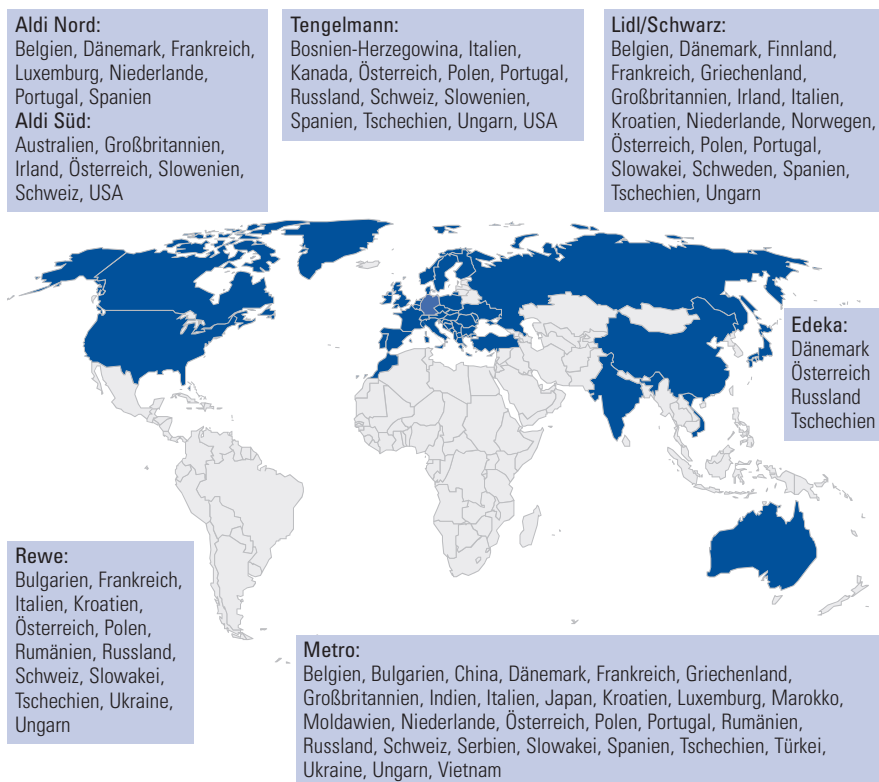 Aldi Nord:
Belgien, Dänemark, Frankreich,
Luxemburg, Niederlande,
Portugal, Spanien
Aldi Süd:
Australien, Großbritannien,
Irland, Österreich, Slowenien,
Schweiz, USA
Tengelmann:
Bosnien-Herzegowina, Italien,
Kanada, Österreich, Polen, Portugal,
Russland, Schweiz, Slowenien,
Spanien, Tschechien, Ungarn, USA
Lidl/Schwarz:
Belgien, Dänemark, Finnland,
Frankreich, Griechenland,
Großbritannien, Irland, Italien,
Kroatien, Niederlande, Norwegen,
Österreich, Polen, Portugal,
Slowakei, Schweden, Spanien,
Tschechien, Ungarn
Edeka:
Dänemark
Österreich
Russland
Tschechien
Rewe:
Bulgarien, Frankreich,
Italien, Kroatien,
Österreich, Polen,
Rumänien, Russland,
Schweiz, Slowakei,
Tschechien, Ukraine,
Ungarn
Metro:
Belgien, Bulgarien, China, Dänemark, Frankreich, Griechenland,
Großbritannien, Indien, Italien, Japan, Kroatien, Luxemburg, Marokko,
Moldawien, Niederlande, Österreich, Polen, Portugal, Rumänien,
Russland, Schweiz, Serbien, Slowakei, Spanien, Tschechien, Türkei,
Ukraine, Ungarn, Vietnam